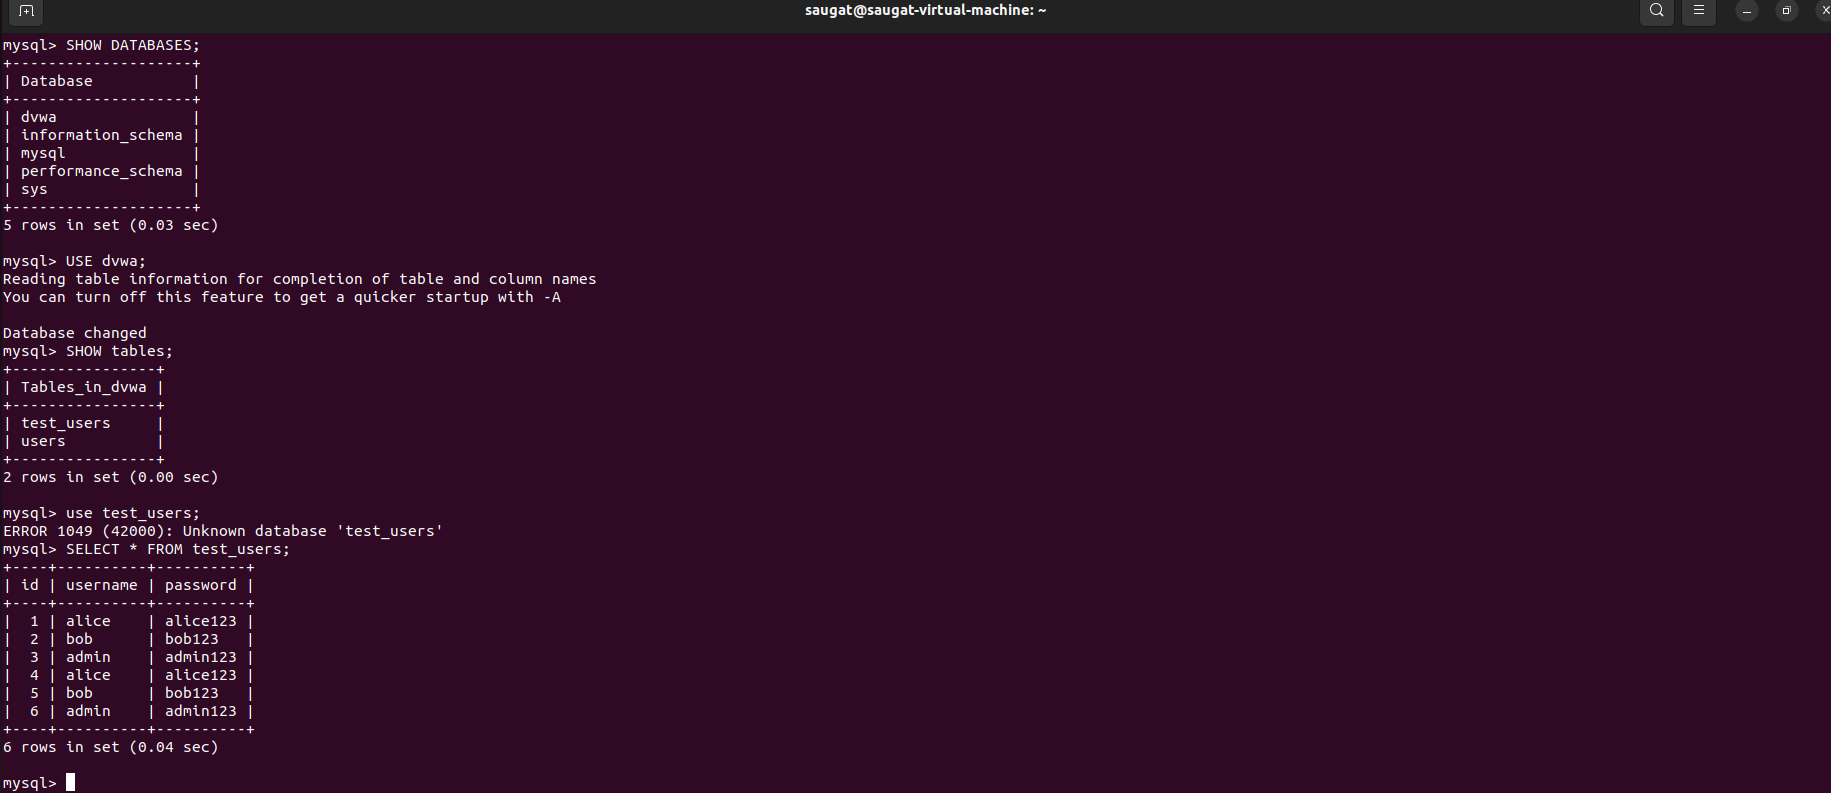 saugat@saugat-virtual-machine: ~
mysql> SHOW DATABASES;
+--------------------+
| Database           |
+--------------------+
| dvwa               |
| information_schema |
| mysql              |
| performance_schema |
| sys                |
+--------------------+
5 rows in set (0.03 sec)
mysql> USE dvwa;
Reading table information for completion of table and column names
You can turn off this feature to get a quicker startup with -A
Database changed
mysql> SHOW tables;
+----------------+
| Tables_in_dvwa |
+----------------+
| test_users     |
| users          |
+----------------+
2 rows in set (0.00 sec)
mysql> use test_users;
ERROR 1049 (42000): Unknown database 'test_users'
mysql> SELECT * FROM test_users;
+----+----------+----------+
| id | username | password |
+----+----------+----------+
|  1 | alice    | alice123 |
|  2 | bob      | bob123   |
|  3 | admin    | admin123 |
|  4 | alice    | alice123 |
|  5 | bob      | bob123   |
|  6 | admin    | admin123 |
+----+----------+----------+
6 rows in set (0.04 sec)
mysql>